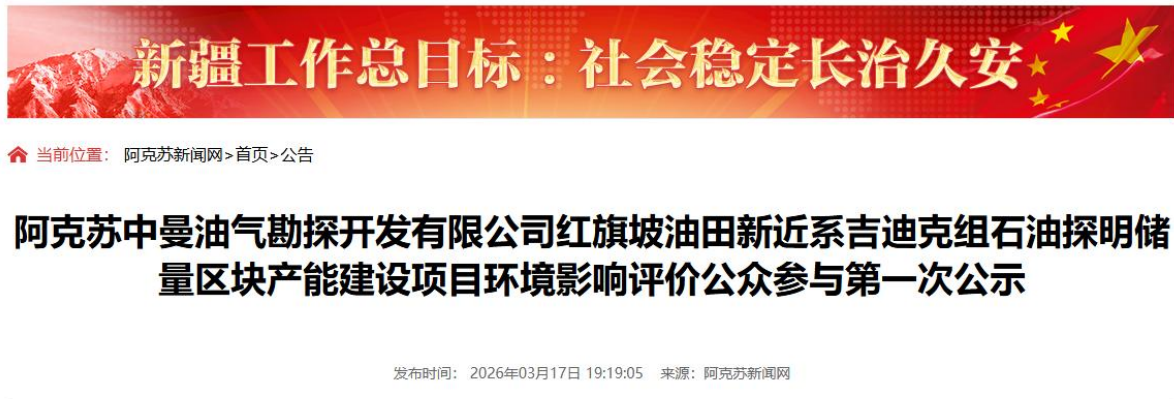 新疆工作总目标：社会稳定长治久安
当前位置： 阿克苏新闻网>首页>公告
阿克苏中曼油气勘探开发有限公司红旗坡油田新近系吉迪克组石油探明储
量区块产能建设项目环境影响评价公众参与第一次公示
发布时间： 2026年03月17日 19:19:05 来源：阿克苏新闻网